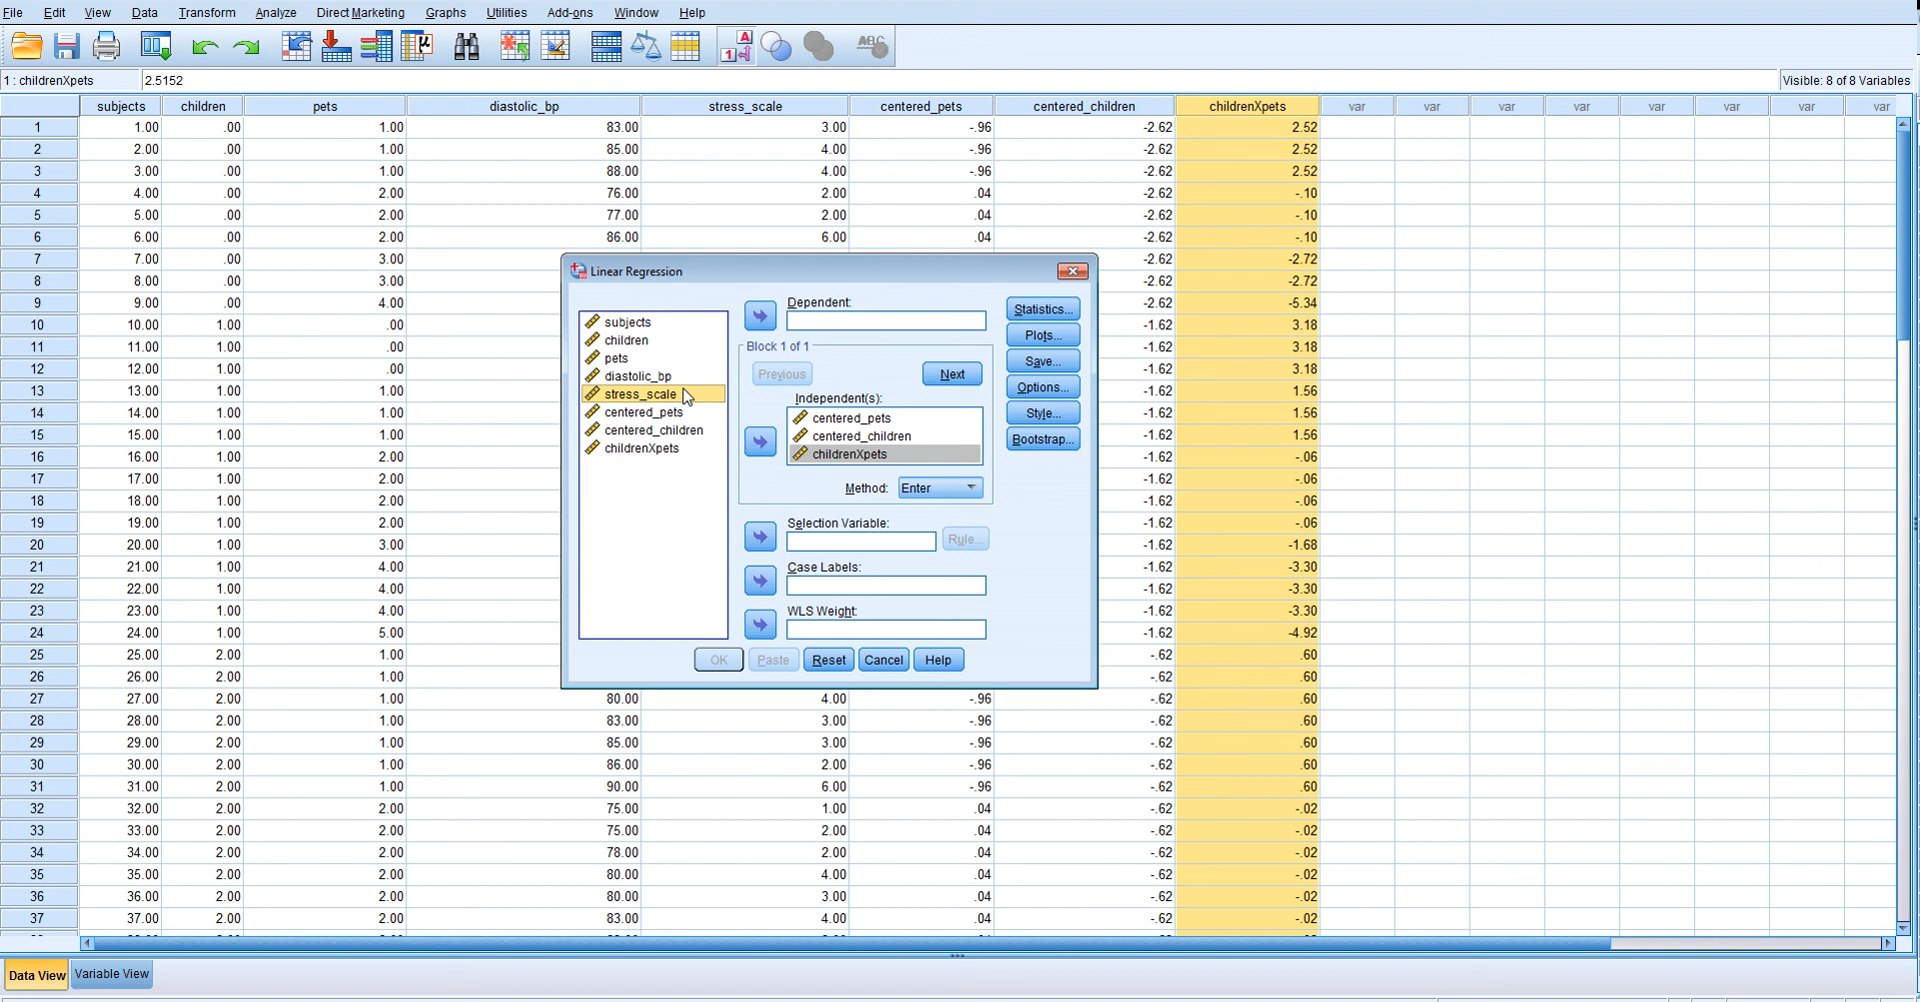 File Edit View Data Transform Analyze Direct Marketing Graphs Utilities Add-ons Window Help
1 : childrenXpets 2.5152 Visible: 8 of 8 Variables
subjects children pets diastolic_bp stress_scale centered_pets centered_children childrenXpets var var var var var var var var
1 1.00 .00 1.00 83.00 3.00 -.96 -2.62 2.52
2 2.00 .00 1.00 85.00 4.00 -.96 -2.62 2.52
3 3.00 .00 1.00 88.00 4.00 -.96 -2.62 2.52
4 4.00 .00 2.00 76.00 2.00 .04 -2.62 -.10
5 5.00 .00 2.00 77.00 2.00 .04 -2.62 -.10
6 6.00 .00 2.00 86.00 6.00 .04 -2.62 -.10
7 7.00 .00 3.00 -2.62 -2.72
8 8.00 .00 3.00 -2.62 -2.72
9 9.00 .00 4.00 -2.62 -5.34
10 10.00 1.00 .00 -1.62 3.18
11 11.00 1.00 .00 -1.62 3.18
12 12.00 1.00 .00 -1.62 3.18
13 13.00 1.00 1.00 -1.62 1.56
14 14.00 1.00 1.00 -1.62 1.56
15 15.00 1.00 1.00 -1.62 1.56
16 16.00 1.00 2.00 -1.62 -.06
17 17.00 1.00 2.00 -1.62 -.06
18 18.00 1.00 2.00 -1.62 -.06
19 19.00 1.00 2.00 -1.62 -.06
20 20.00 1.00 3.00 -1.62 -1.68
21 21.00 1.00 4.00 -1.62 -3.30
22 22.00 1.00 4.00 -1.62 -3.30
23 23.00 1.00 4.00 -1.62 -3.30
24 24.00 1.00 5.00 -1.62 -4.92
25 25.00 2.00 1.00 -.62 .60
26 26.00 2.00 1.00 -.62 .60
27 27.00 2.00 1.00 80.00 4.00 -.96 -.62 .60
28 28.00 2.00 1.00 83.00 3.00 -.96 -.62 .60
29 29.00 2.00 1.00 85.00 3.00 -.96 -.62 .60
30 30.00 2.00 1.00 86.00 2.00 -.96 -.62 .60
31 31.00 2.00 1.00 90.00 6.00 -.96 -.62 .60
32 32.00 2.00 2.00 75.00 1.00 .04 -.62 -.02
33 33.00 2.00 2.00 75.00 2.00 .04 -.62 -.02
34 34.00 2.00 2.00 78.00 2.00 .04 -.62 -.02
35 35.00 2.00 2.00 80.00 4.00 .04 -.62 -.02
36 36.00 2.00 2.00 80.00 3.00 .04 -.62 -.02
37 37.00 2.00 2.00 83.00 4.00 .04 -.62 -.02
Linear Regression
subjects
children
pets
diastolic_bp
stress_scale
centered_pets
centered_children
childrenXpets
Dependent:
Block 1 of 1
Previous Next
Independent(s):
centered_pets
centered_children
childrenXpets
Method: Enter
Selection Variable:
Rule...
Case Labels:
WLS Weight:
Statistics...
Plots...
Save...
Options...
Style...
Bootstrap...
OK Paste Reset Cancel Help
Data View Variable View
A
1
μ
ABC